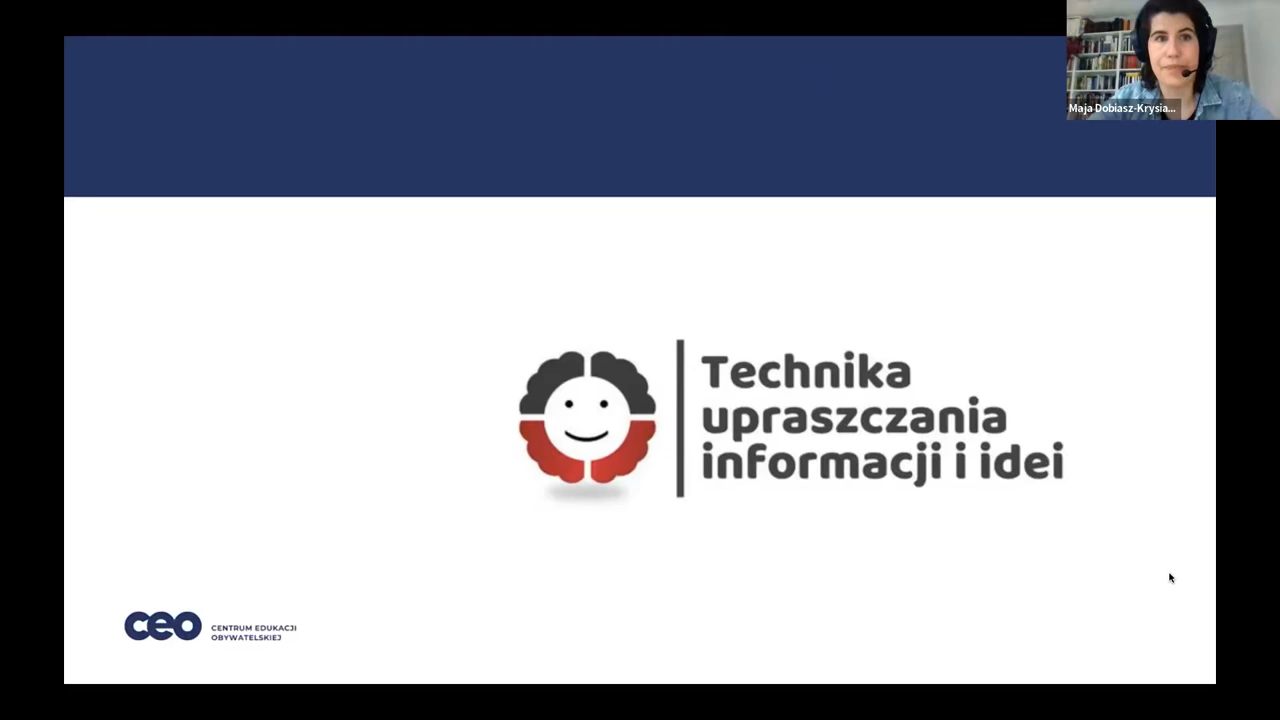 Maja Dobiasz-Krysia...
Technika
upraszczania
informacji i idei
ceo
CENTRUM EDUKACJI
OBYWATELSKIEJ